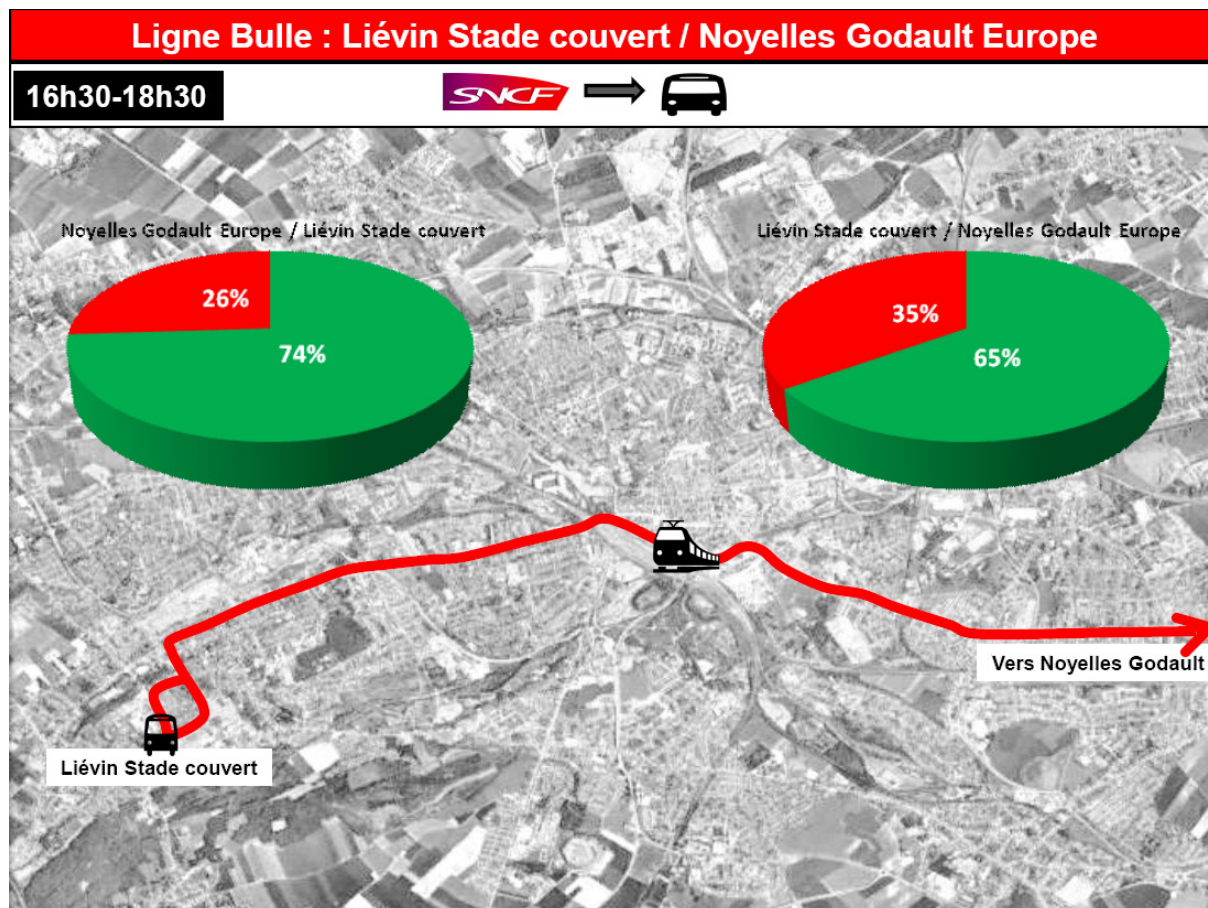 Ligne Bulle : Liévin Stade couvert / Noyelles Godault Europe
16h30-18h30
SNCF
Noyelles Godault Europe / Liévin Stade couvert
26%
74%
Liévin Stade couvert / Noyelles Godault Europe
35%
65%
Vers Noyelles Godault
Liévin Stade couvert